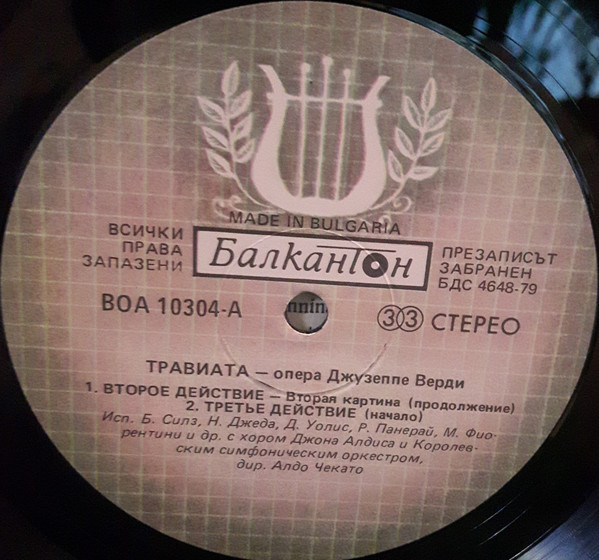 MADE IN BULGARIA
ВСИЧКИ
ПРАВА
ЗАПАЗЕНИ
Балкантон
ПРЕЗАПИСЪТ
ЗАБРАНЕН
БДС 4648-79
ВОА 10304-А
33 СТЕРЕО
ТРАВИАТА — опера Джузеппе Верди
1. ВТОРОЕ ДЕЙСТВИЕ — Вторая картина (продолжение)
2. ТРЕТЬЕ ДЕЙСТВИЕ (начало)
Исп. Б. Силз, Н. Джеда, Д. Уолис, Р. Панерай, М. Фио-
рентини и др. с хором Джона Алдиса и Королев-
ским симфоническим оркестром,
дир. Алдо Чекато